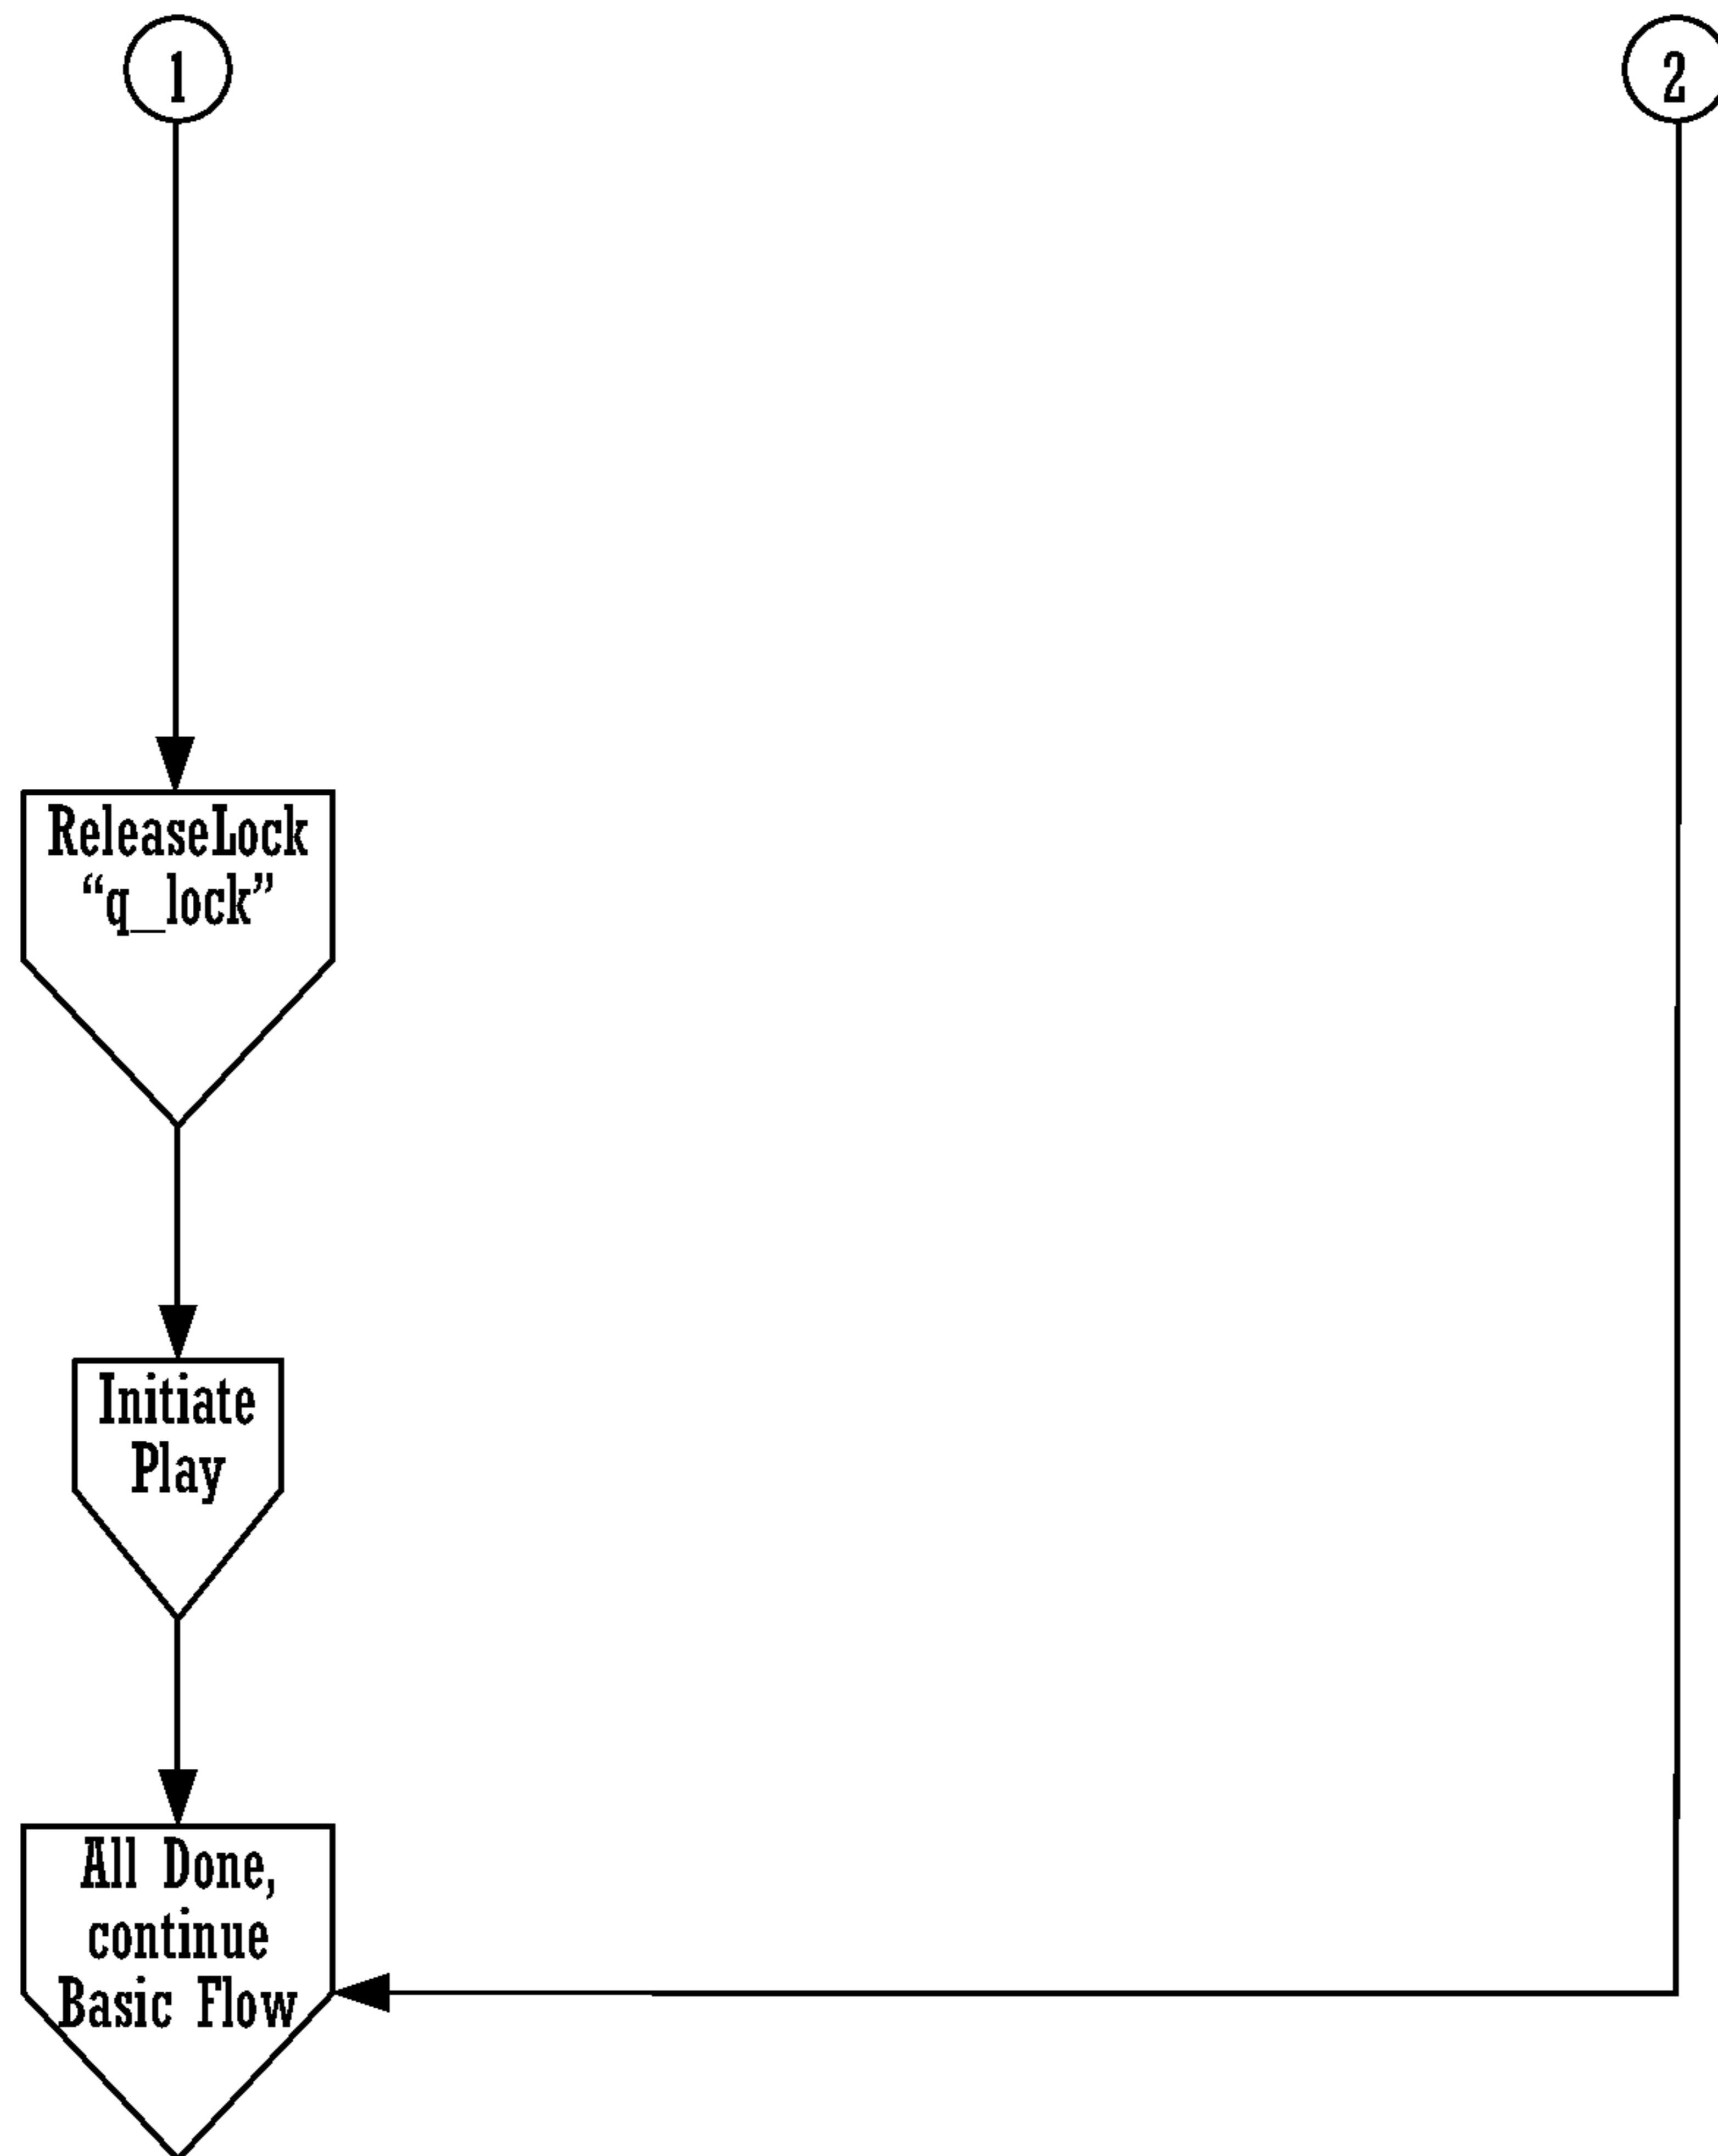 1
2
ReleaseLock
“q_lock”
Initiate
Play
All Done,
continue
Basic Flow